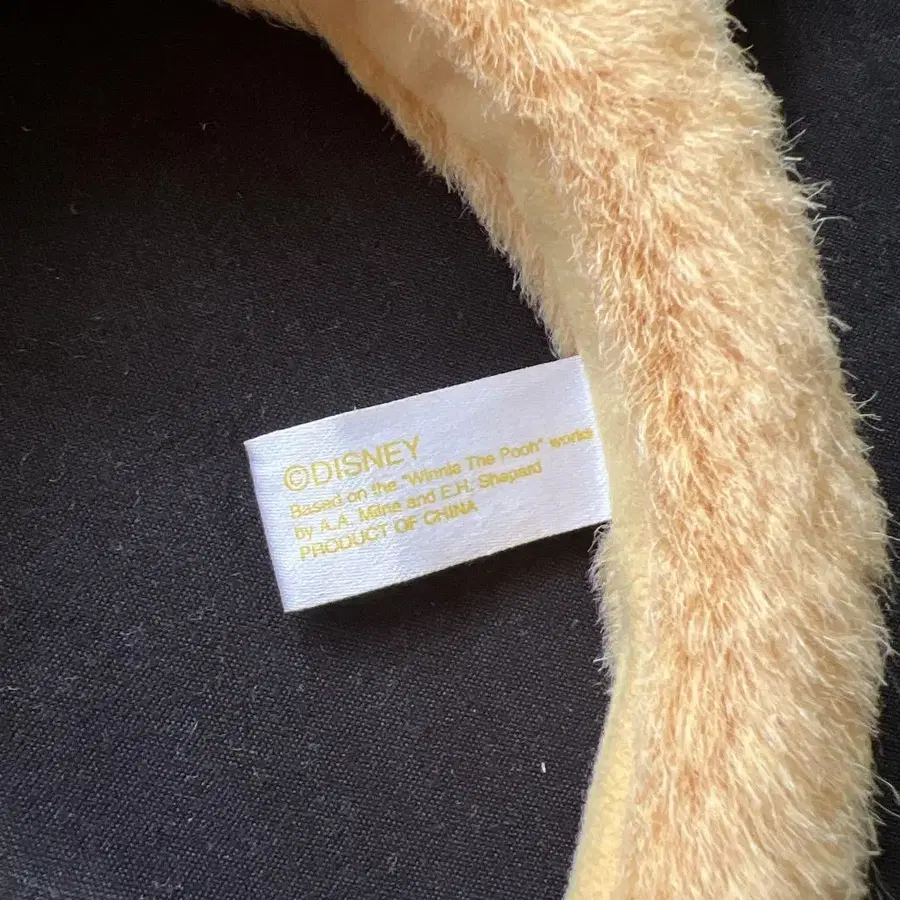 ©DISNEY
Based on the "Winnie The Pooh" works
by A.A. Milne and E.H. Shepard
PRODUCT OF CHINA